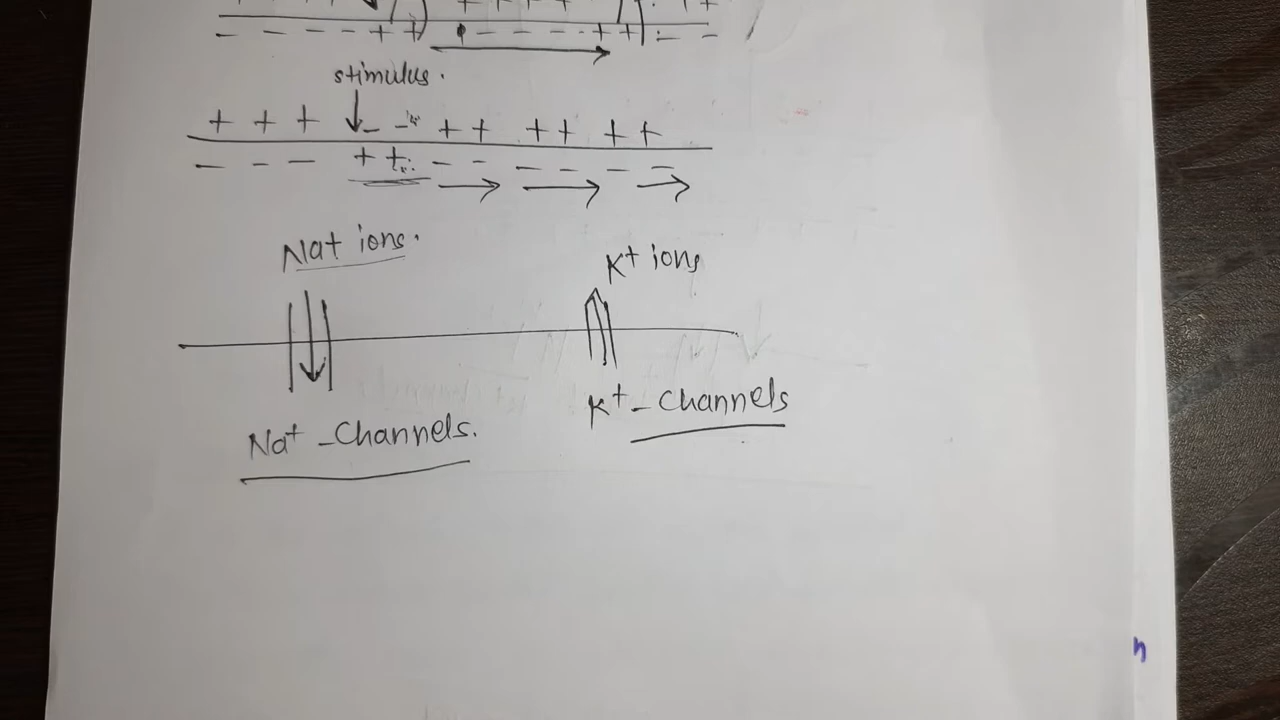 + + + + + + + + +
- - - - + + - - - - + + - - -
stimulus.
+ + + - - + + + + + +
- - - + + - - - - - -
Na+ ions.
K+ ions
K+ - Channels
Na+ - Channels.
n